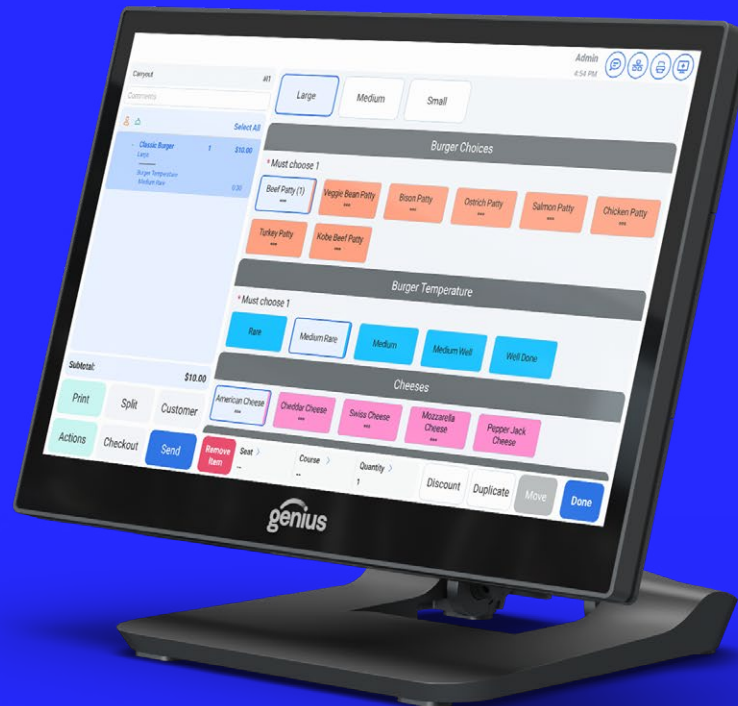 Admin
4:54 PM
Carryout
#1
Comments
Select All
Classic Burger 1 $10.00
Large
Burger Temperature
Medium Rare 0.00
Subtotal: $10.00
Print Split Customer
Actions Checkout Send
Large Medium Small
Burger Choices
*Must choose 1
Beef Patty (1) Veggie Bean Patty Bison Patty Ostrich Patty Salmon Patty Chicken Patty
Turkey Patty Kobe Beef Patty
Burger Temperature
*Must choose 1
Rare Medium Rare Medium Medium Well Well Done
Cheeses
American Cheese Cheddar Cheese Swiss Cheese Mozzarella Cheese Pepper Jack Cheese
Remove Item
Seat >
--
Course >
--
Quantity >
1
Discount Duplicate Move Done
genius